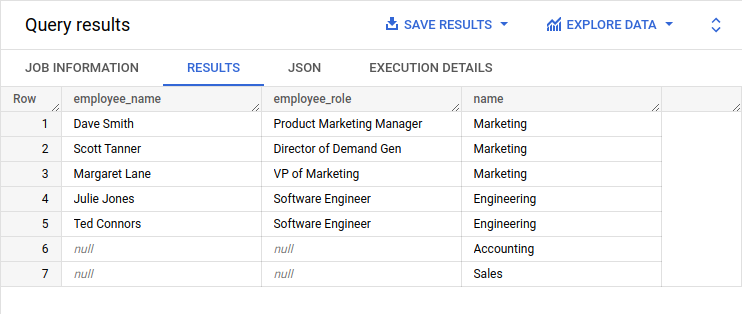 Query results SAVE RESULTS EXPLORE DATA
JOB INFORMATION RESULTS JSON EXECUTION DETAILS
Row employee_name employee_role name
1 Dave Smith Product Marketing Manager Marketing
2 Scott Tanner Director of Demand Gen Marketing
3 Margaret Lane VP of Marketing Marketing
4 Julie Jones Software Engineer Engineering
5 Ted Connors Software Engineer Engineering
6 null null Accounting
7 null null Sales